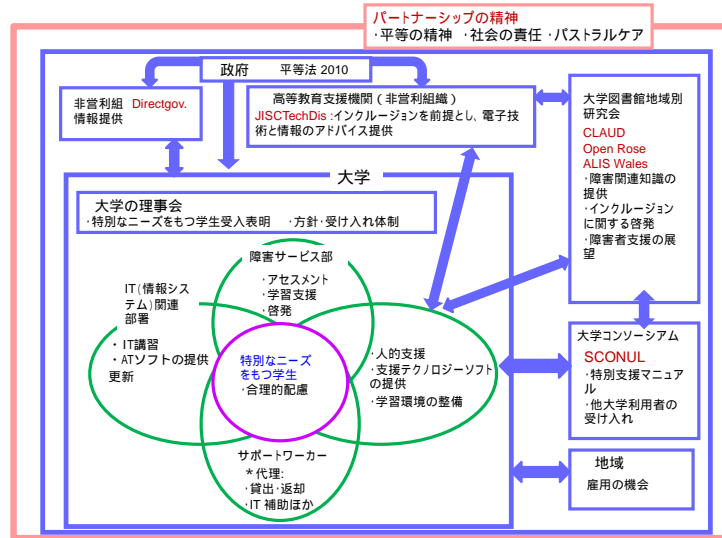 パートナーシップの精神
・平等の精神 ・社会の責任 ・パストラルケア
政府 平等法 2010
非営利組 Directgov.
情報提供
高等教育支援機関（非営利組織）
JISCTechDis :インクルージョンを前提とし、電子技
術と情報のアドバイス提供
大学図書館地域別
研究会
CLAUD
Open Rose
ALIS Wales
・障害関連知識の
提供
・インクルージョン
に関する啓発
・障害者支援の展
望
大学
大学の理事会
・特別なニーズをもつ学生受入表明 ・方針・受け入れ体制
障害サービス部
・アセスメント
・学習支援
・啓発
IT（情報シス
テム）関連
部署
・IT講習
・ATソフトの提供
更新
特別なニーズ
をもつ学生
・合理的配慮
・人的支援
・支援テクノロジーソフト
の提供
・学習環境の整備
サポートワーカー
＊代理：
・貸出・返却
・IT 補助ほか
大学コンソーシアム
SCONUL
・特別支援マニュア
ル
・他大学利用者の
受け入れ
地域
雇用の機会